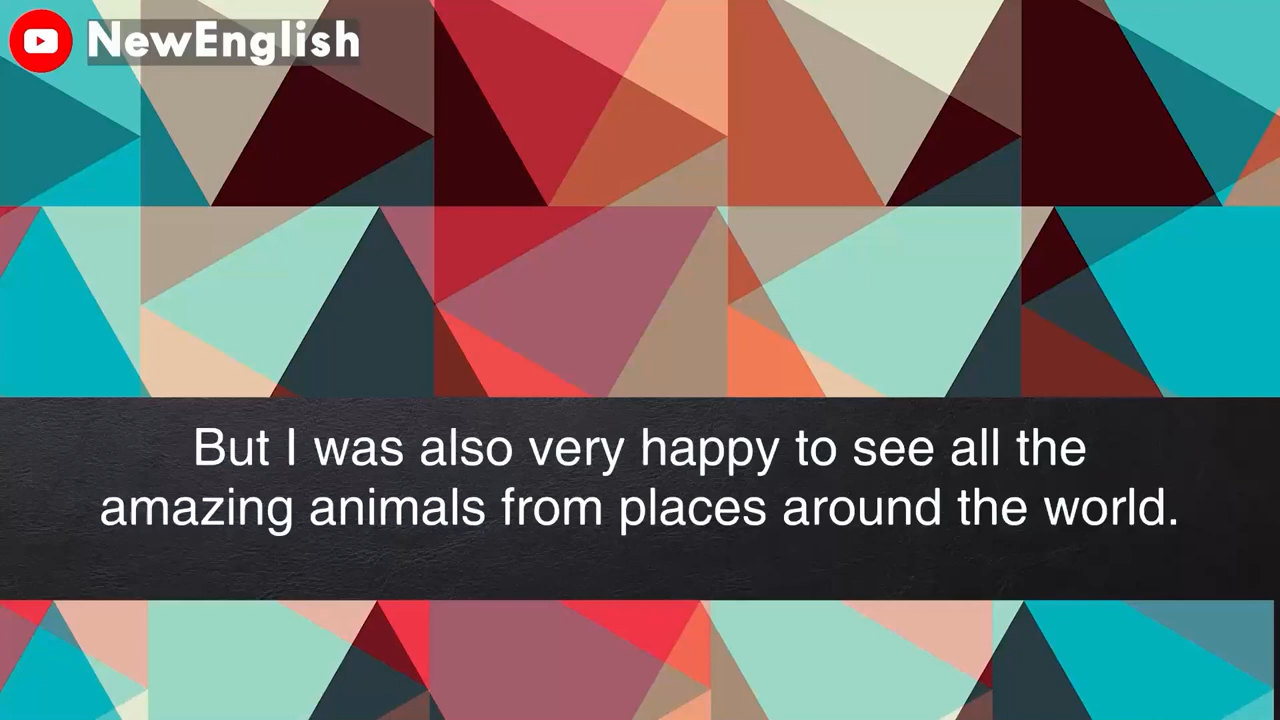 NewEnglish
But I was also very happy to see all the
amazing animals from places around the world.